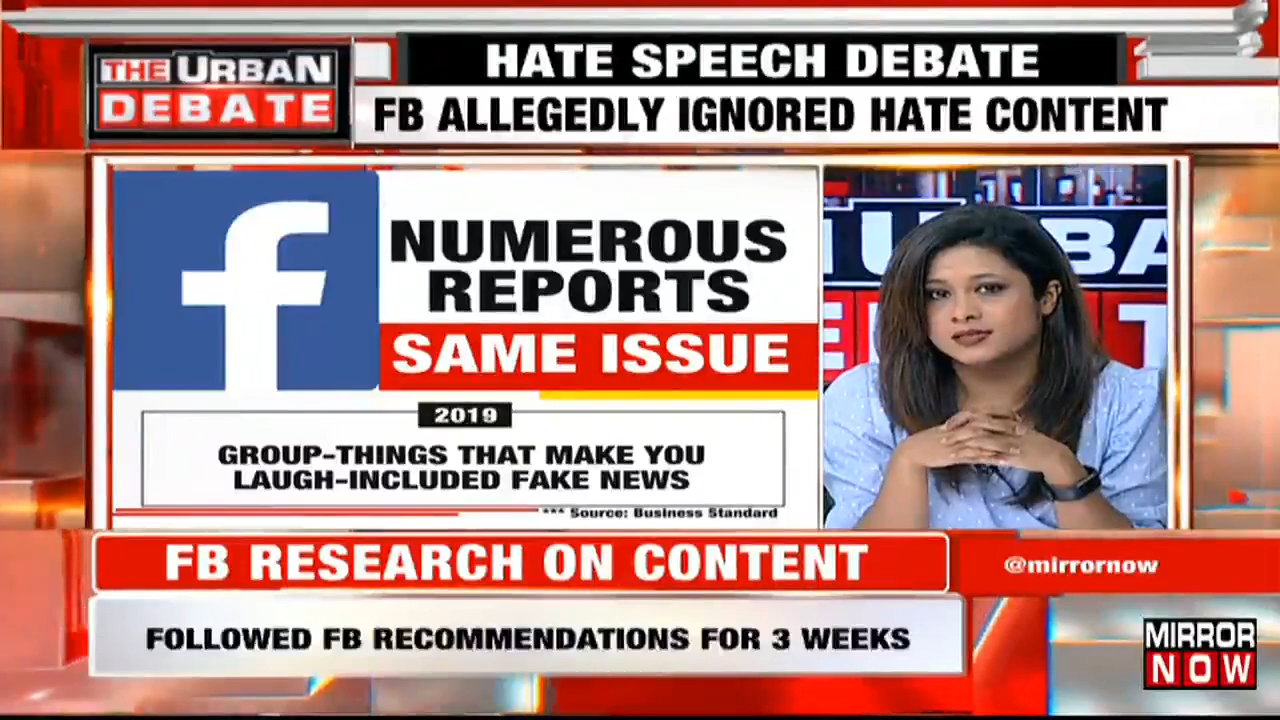 THE URBAN
DEBATE
HATE SPEECH DEBATE
FB ALLEGEDLY IGNORED HATE CONTENT
f
NUMEROUS
REPORTS
SAME ISSUE
2019
GROUP-THINGS THAT MAKE YOU
LAUGH-INCLUDED FAKE NEWS
*** Source: Business Standard
FB RESEARCH ON CONTENT
@mirrornow
FOLLOWED FB RECOMMENDATIONS FOR 3 WEEKS
MIRROR
NOW